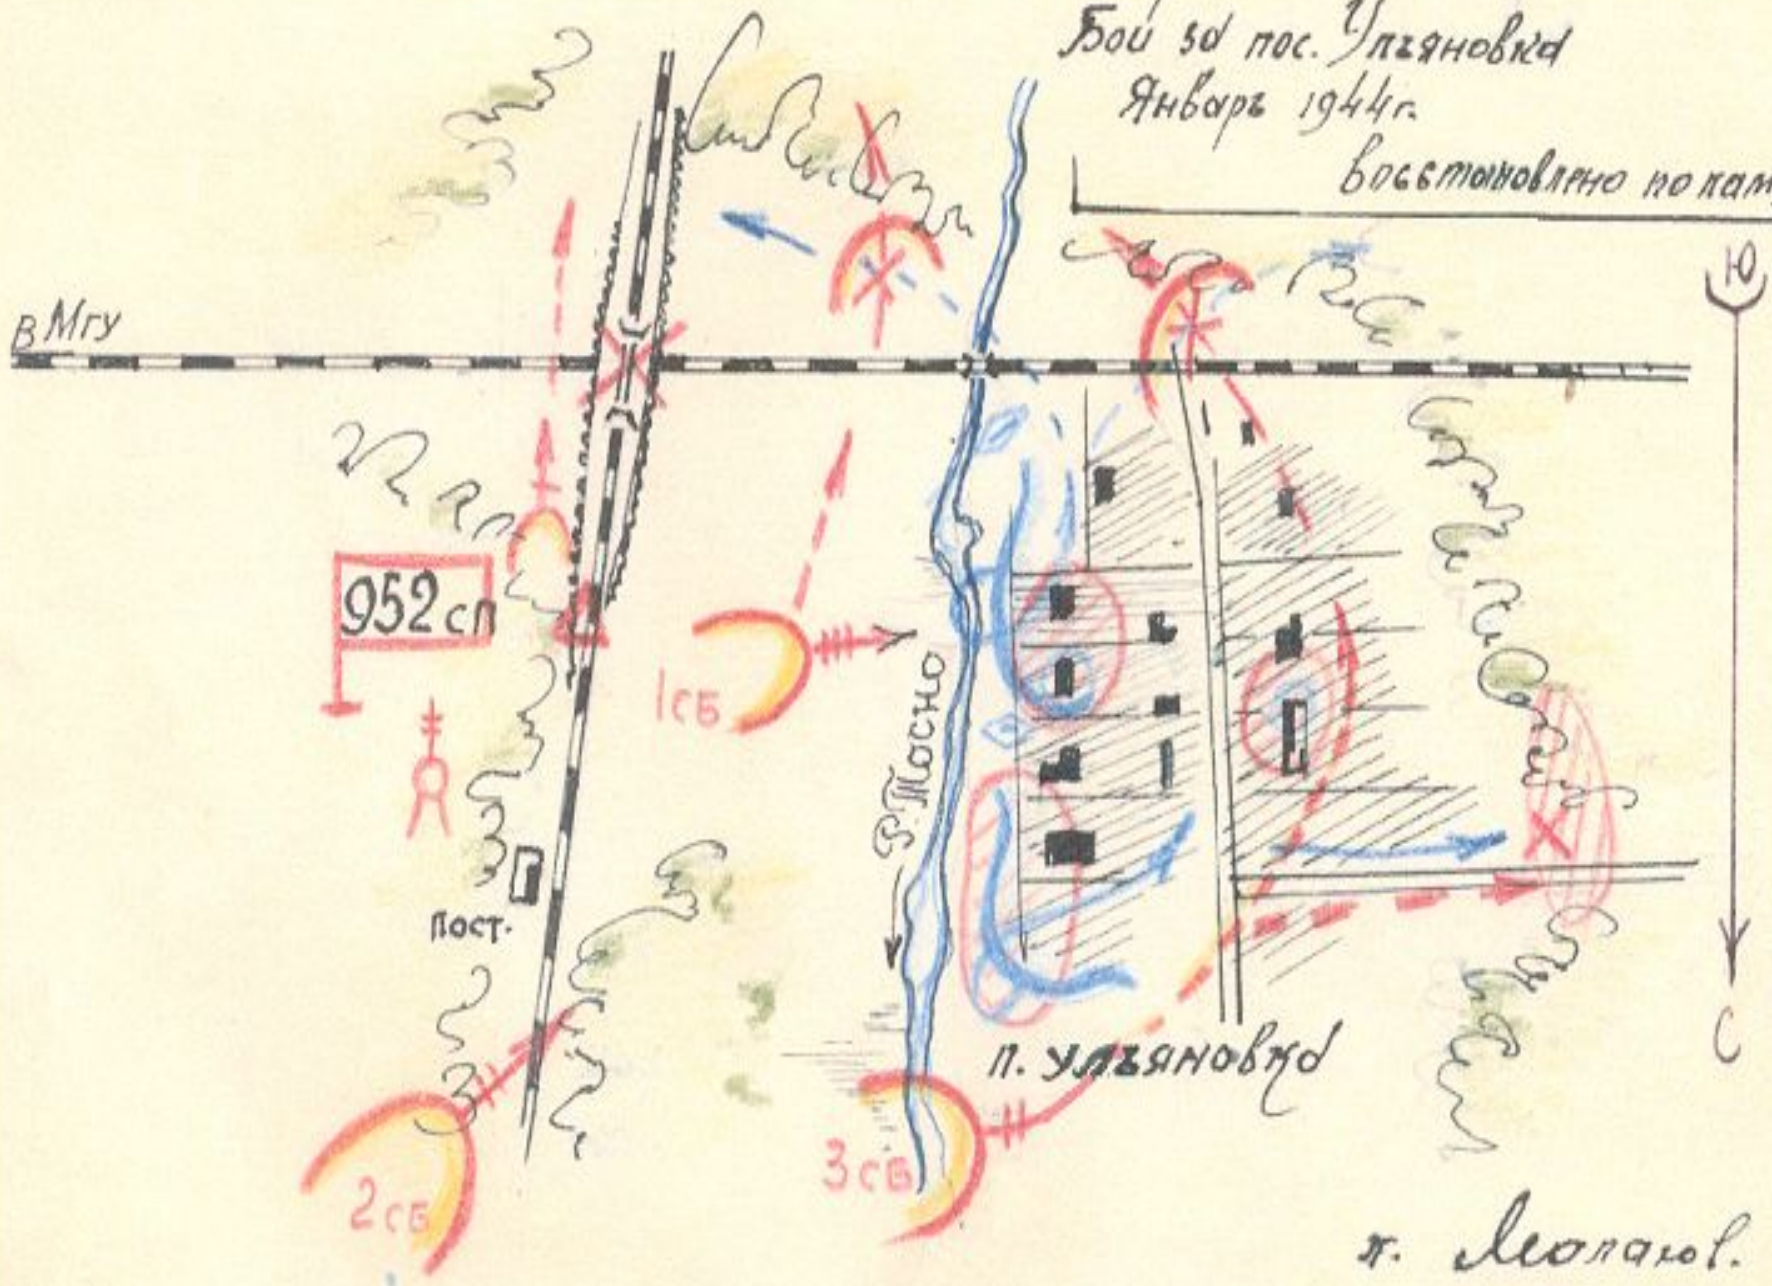 Бой за пос. Ульяновка
Январь 1944г.
восстановлено по пам
Ю
в Мгу
952 сп
1сб
р. Тосно
пост.
п. Ульяновка
С
3сб
2сб
п.